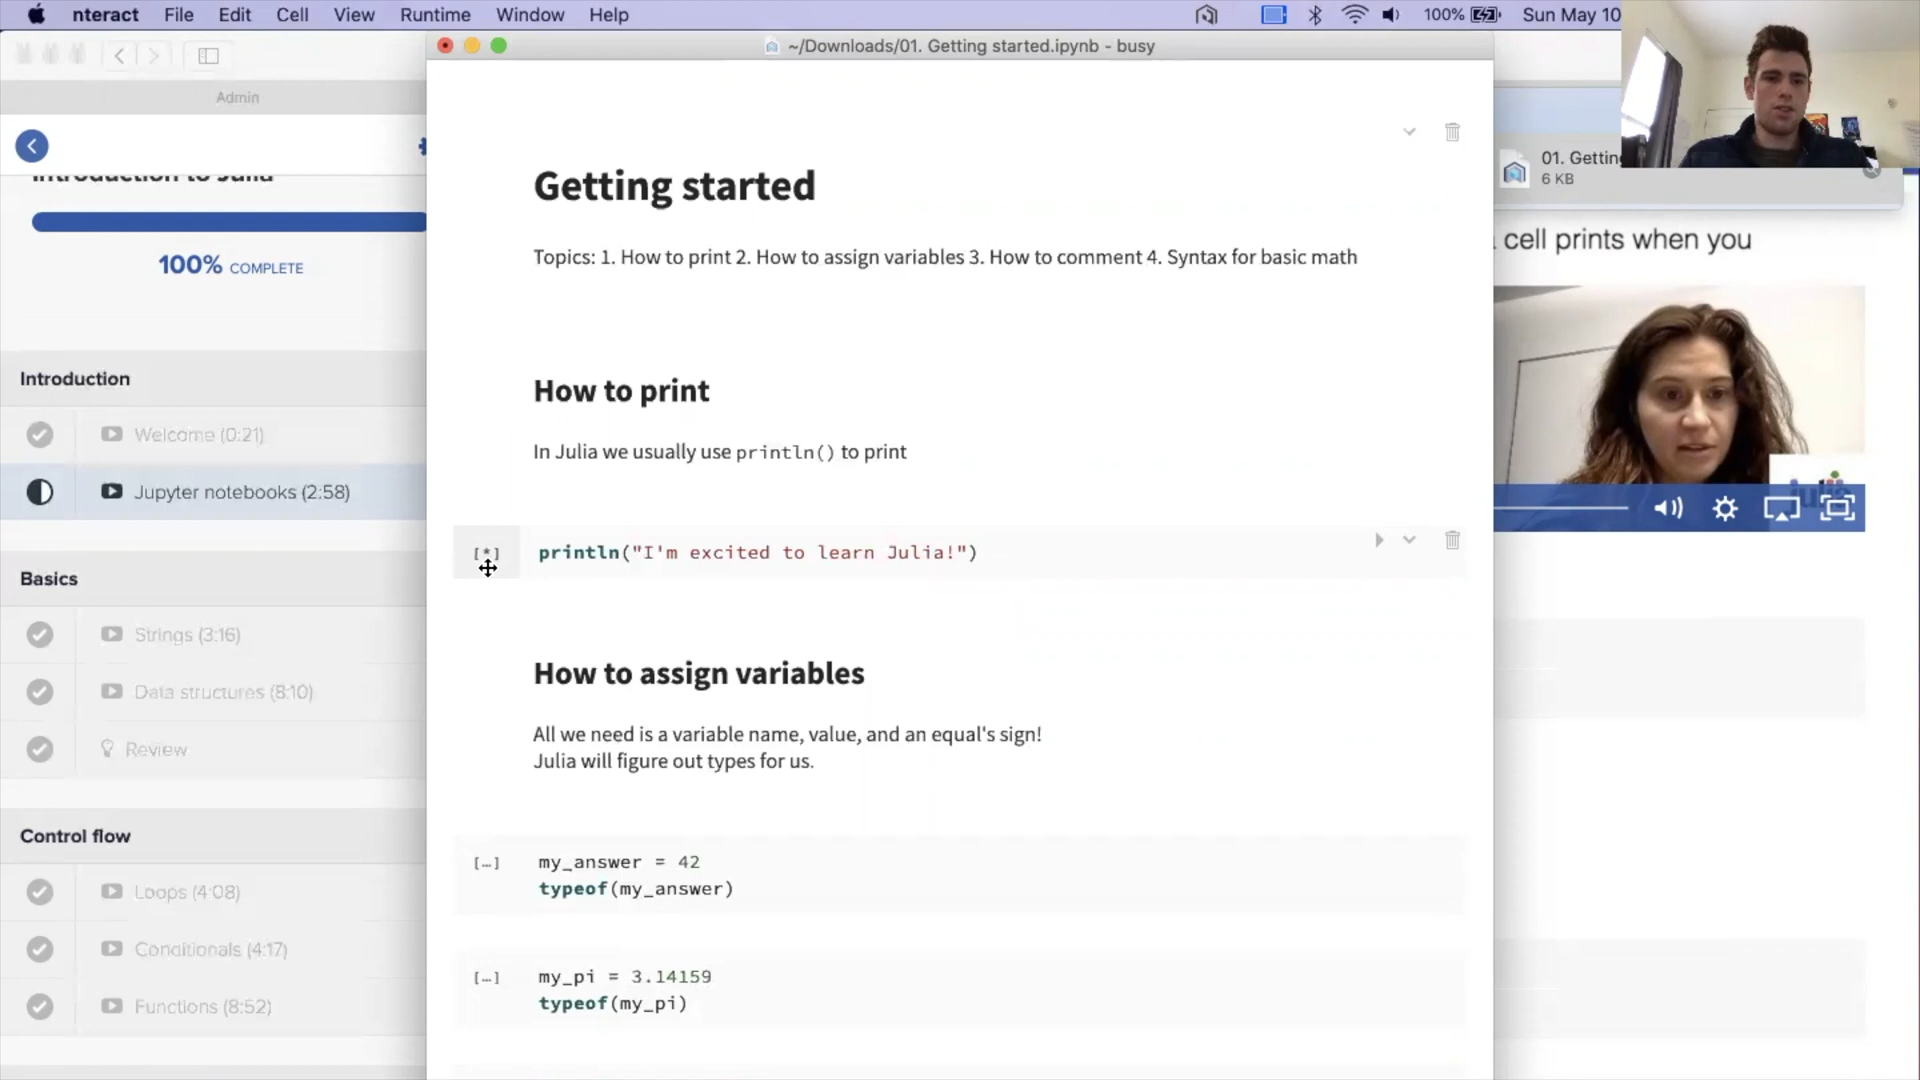 nteract File Edit Cell View Runtime Window Help 100% Sun May 10
~/Downloads/01. Getting started.ipynb - busy
Admin
Introduction to Julia
100% COMPLETE
Introduction
Welcome (0:21)
Jupyter notebooks (2:58)
Basics
Strings (3:16)
Data structures (8:10)
Review
Control flow
Loops (4:08)
Conditionals (4:17)
Functions (8:52)
Getting started
Topics: 1. How to print 2. How to assign variables 3. How to comment 4. Syntax for basic math
How to print
In Julia we usually use println() to print
[*] println("I'm excited to learn Julia!")
How to assign variables
All we need is a variable name, value, and an equal's sign!
Julia will figure out types for us.
[...] my_answer = 42
typeof(my_answer)
[...] my_pi = 3.14159
typeof(my_pi)
01. Getting
6 KB
cell prints when you